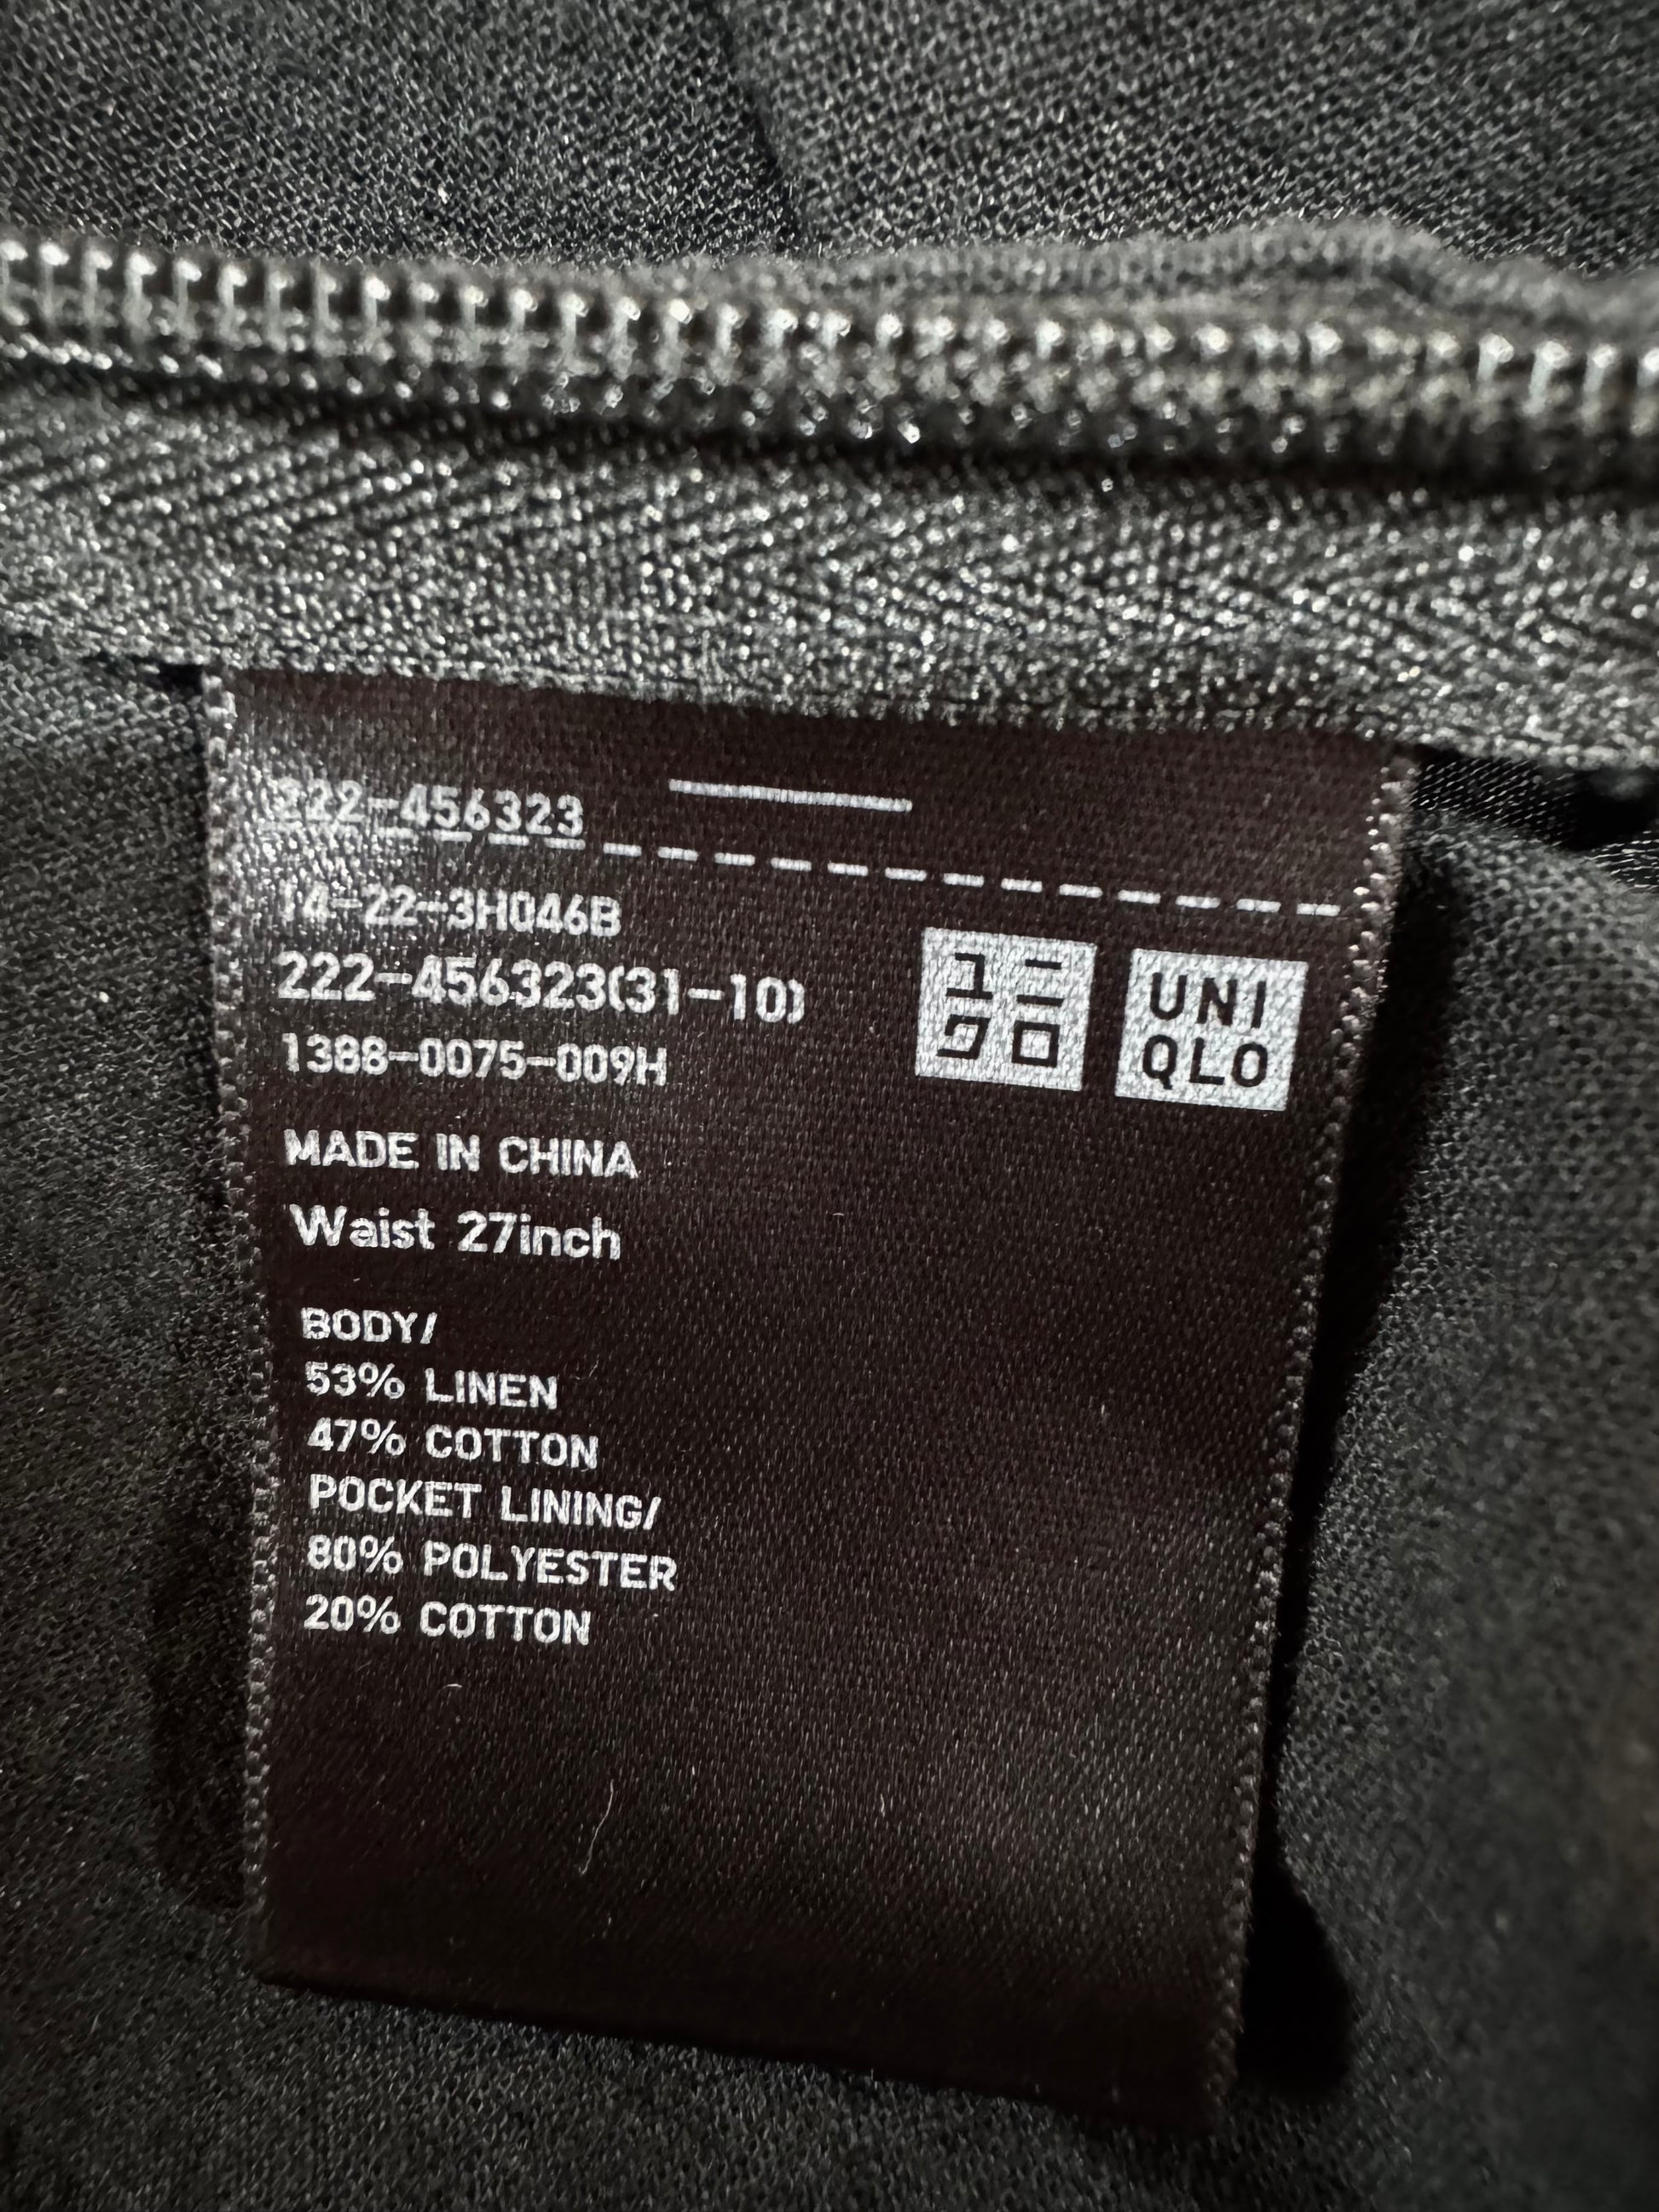 222-456323
14-22-3H046B
222-456323(31-10)
1388-0075-009H
ユニ
クロ
UNI
QLO
MADE IN CHINA
Waist 27inch
BODY/
53% LINEN
47% COTTON
POCKET LINING/
80% POLYESTER
20% COTTON